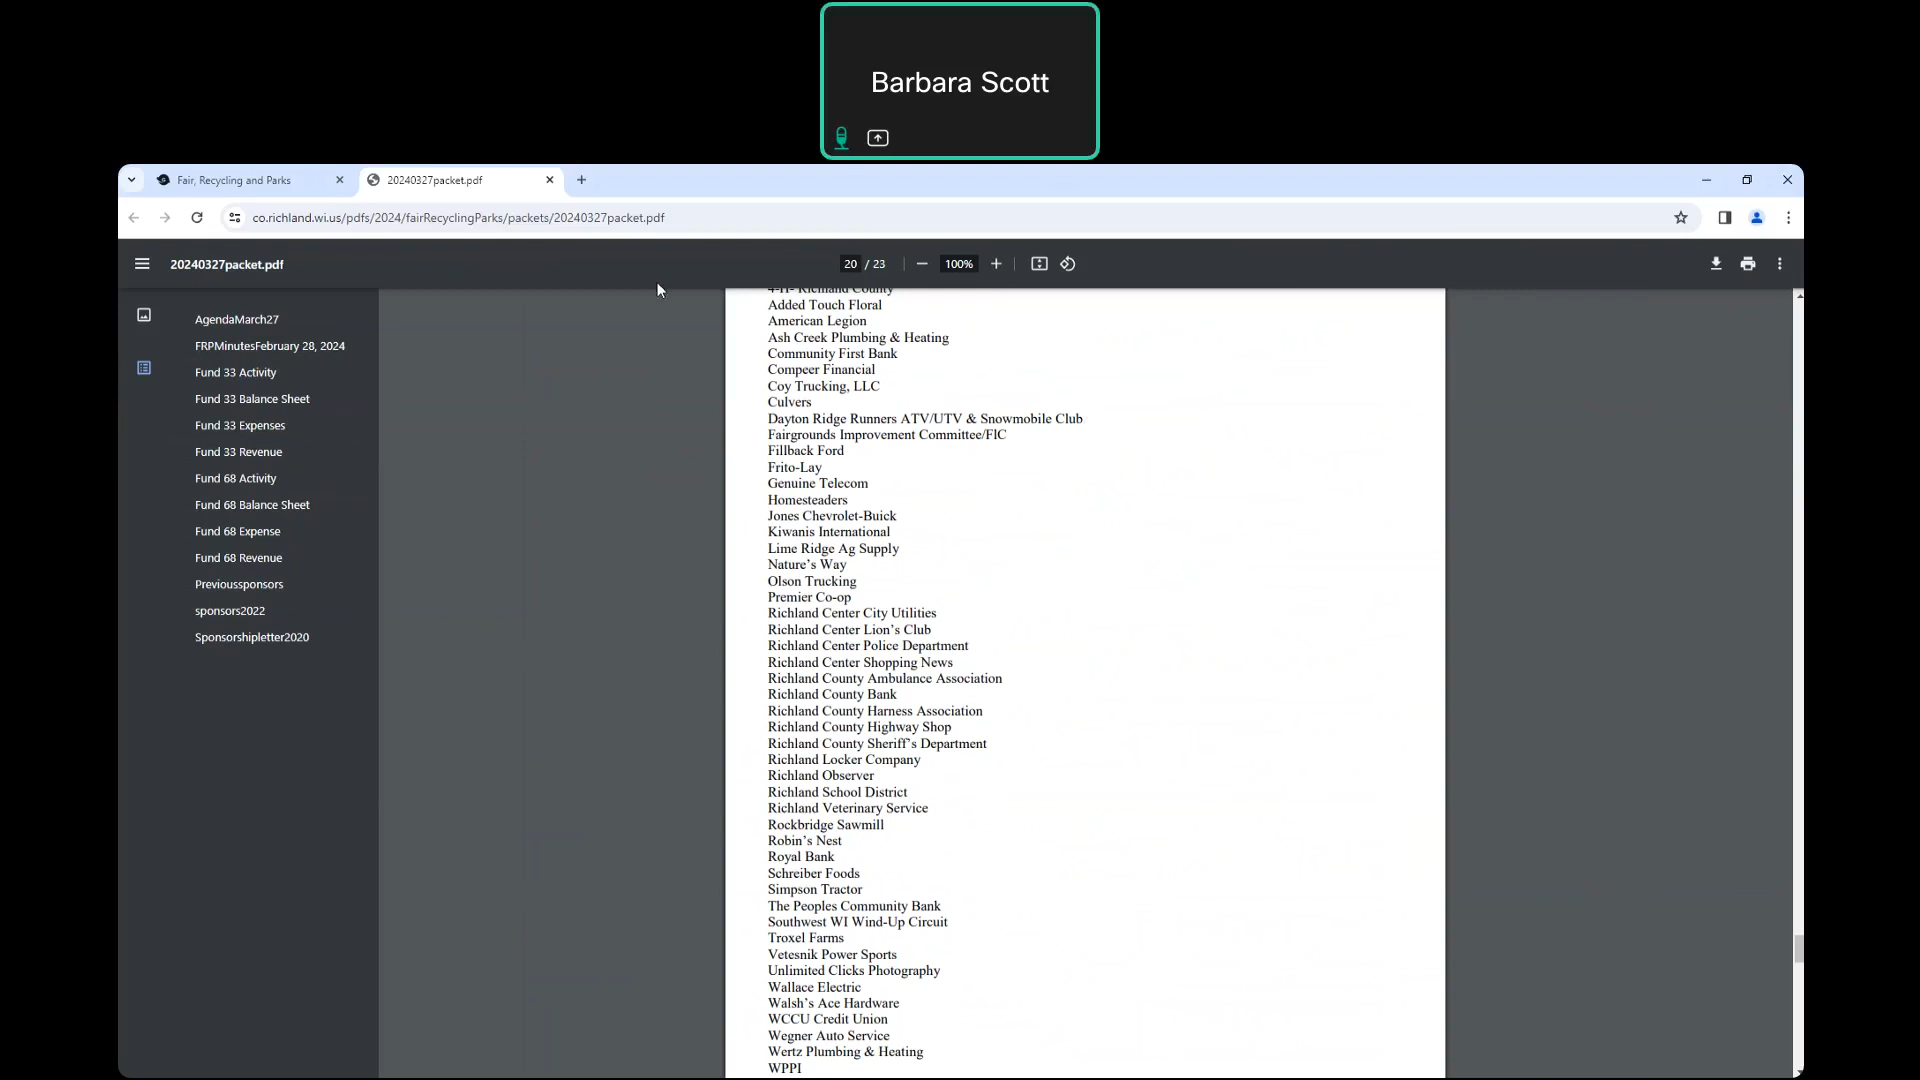 Barbara Scott
Fair, Recycling and Parks
20240327packet.pdf
co.richland.wi.us/pdfs/2024/fairRecyclingParks/packets/20240327packet.pdf
20240327packet.pdf
20 / 23
100%
AgendaMarch27
FRPMinutesFebruary 28, 2024
Fund 33 Activity
Fund 33 Balance Sheet
Fund 33 Expenses
Fund 33 Revenue
Fund 68 Activity
Fund 68 Balance Sheet
Fund 68 Expense
Fund 68 Revenue
Previoussponsors
sponsors2022
Sponsorshipletter2020
4-H- Richland County
Added Touch Floral
American Legion
Ash Creek Plumbing & Heating
Community First Bank
Compeer Financial
Coy Trucking, LLC
Culvers
Dayton Ridge Runners ATV/UTV & Snowmobile Club
Fairgrounds Improvement Committee/FIC
Fillback Ford
Frito-Lay
Genuine Telecom
Homesteaders
Jones Chevrolet-Buick
Kiwanis International
Lime Ridge Ag Supply
Nature’s Way
Olson Trucking
Premier Co-op
Richland Center City Utilities
Richland Center Lion’s Club
Richland Center Police Department
Richland Center Shopping News
Richland County Ambulance Association
Richland County Bank
Richland County Harness Association
Richland County Highway Shop
Richland County Sheriff’s Department
Richland Locker Company
Richland Observer
Richland School District
Richland Veterinary Service
Rockbridge Sawmill
Robin’s Nest
Royal Bank
Schreiber Foods
Simpson Tractor
The Peoples Community Bank
Southwest WI Wind-Up Circuit
Troxel Farms
Vetesnik Power Sports
Unlimited Clicks Photography
Wallace Electric
Walsh’s Ace Hardware
WCCU Credit Union
Wegner Auto Service
Wertz Plumbing & Heating
WPPI